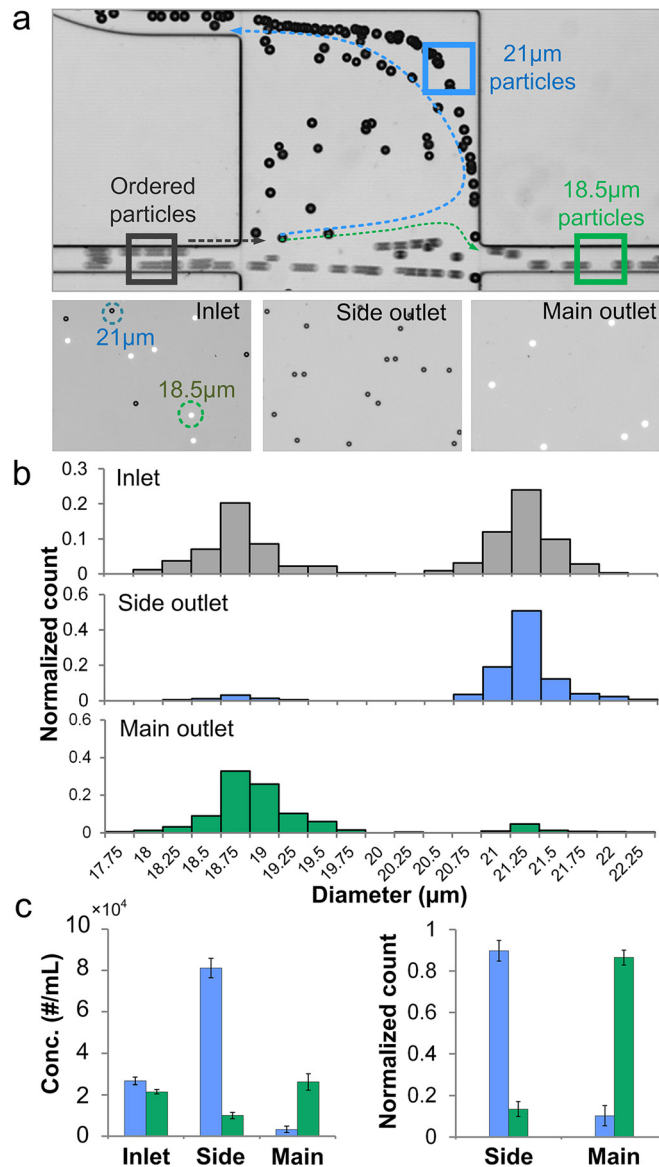 a
21µm
particles
Ordered
particles
18.5µm
particles
Inlet
21µm
18.5µm
Side outlet
Main outlet
b
Normalized count
0.3
0.2
0.1
0
Inlet
0.6
0.4
0.2
0
Side outlet
0.6
0.4
0.2
0
Main outlet
17.75 18 18.25 18.5 18.75 19 19.25 19.5 19.75 20 20.25 20.5 20.75 21 21.25 21.5 21.75 22 22.25
Diameter (µm)
c
×10⁴
Conc. (#/mL)
8
6
4
2
0
Inlet Side Main
Normalized count
1
0.8
0.6
0.4
0.2
0
Side Main